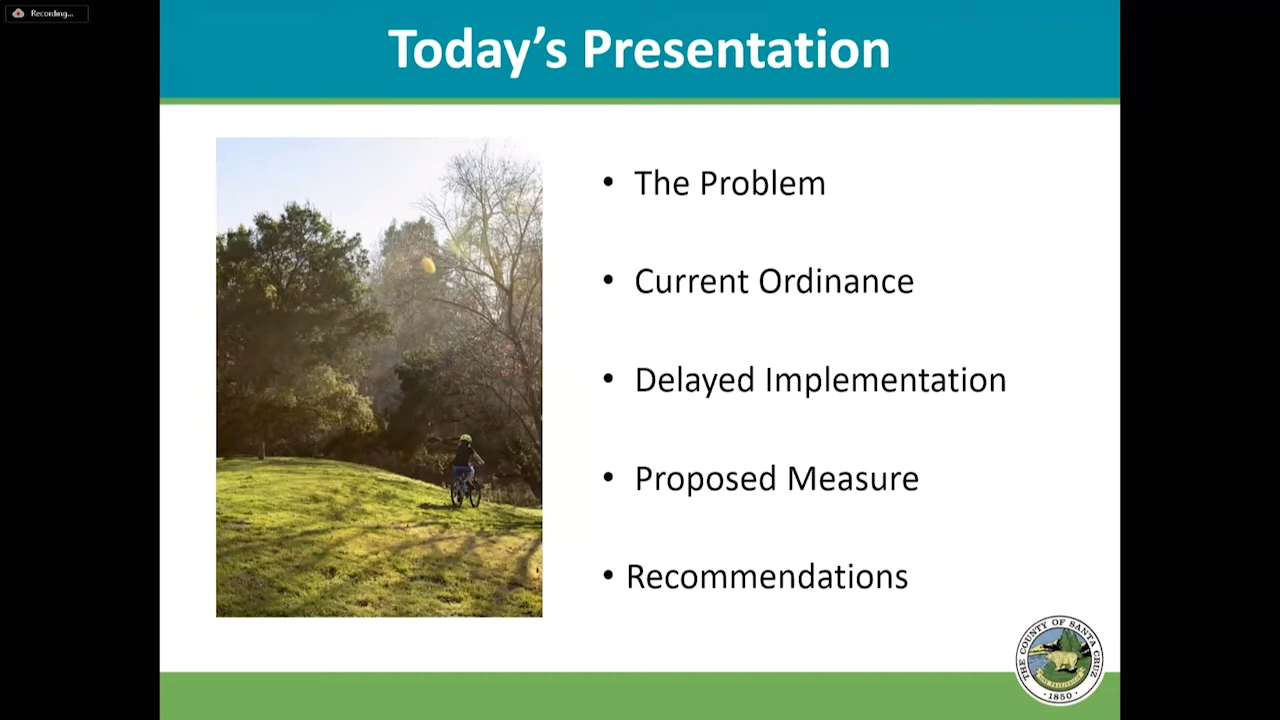 Recording...
Today's Presentation
• The Problem
• Current Ordinance
• Delayed Implementation
• Proposed Measure
• Recommendations
THE COUNTY OF SANTA CRUZ
·1850·